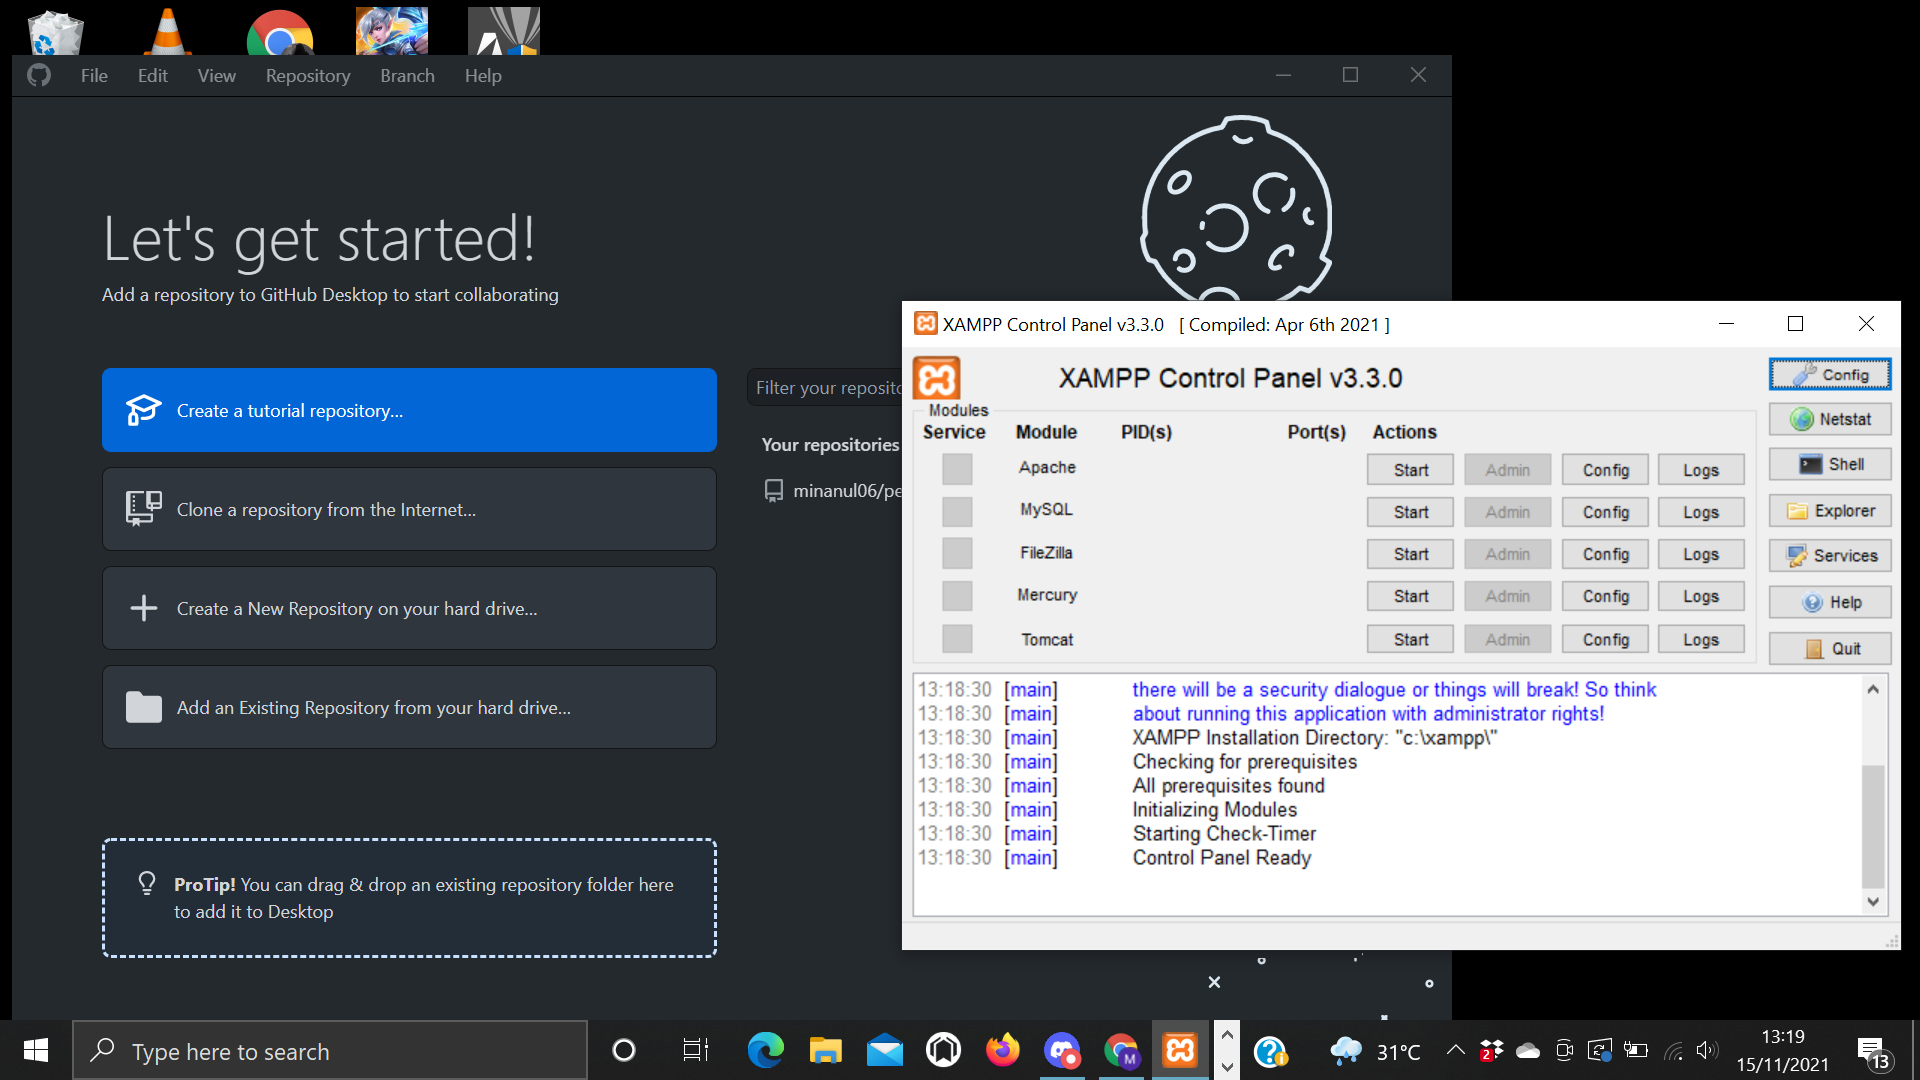 File Edit View Repository Branch Help
Let's get started!
Add a repository to GitHub Desktop to start collaborating
Create a tutorial repository...
Clone a repository from the Internet...
Create a New Repository on your hard drive...
Add an Existing Repository from your hard drive...
ProTip! You can drag & drop an existing repository folder here
to add it to Desktop
Filter your reposito
Your repositories
minanul06/pe
XAMPP Control Panel v3.3.0 [ Compiled: Apr 6th 2021 ]
XAMPP Control Panel v3.3.0
Modules
Service Module PID(s) Port(s) Actions
Apache Start Admin Config Logs
MySQL Start Admin Config Logs
FileZilla Start Admin Config Logs
Mercury Start Admin Config Logs
Tomcat Start Admin Config Logs
Config
Netstat
Shell
Explorer
Services
Help
Quit
13:18:30 [main] there will be a security dialogue or things will break! So think
13:18:30 [main] about running this application with administrator rights!
13:18:30 [main] XAMPP Installation Directory: "c:\xampp\"
13:18:30 [main] Checking for prerequisites
13:18:30 [main] All prerequisites found
13:18:30 [main] Initializing Modules
13:18:30 [main] Starting Check-Timer
13:18:30 [main] Control Panel Ready
Type here to search
M
31°C
2
13:19
15/11/2021
13